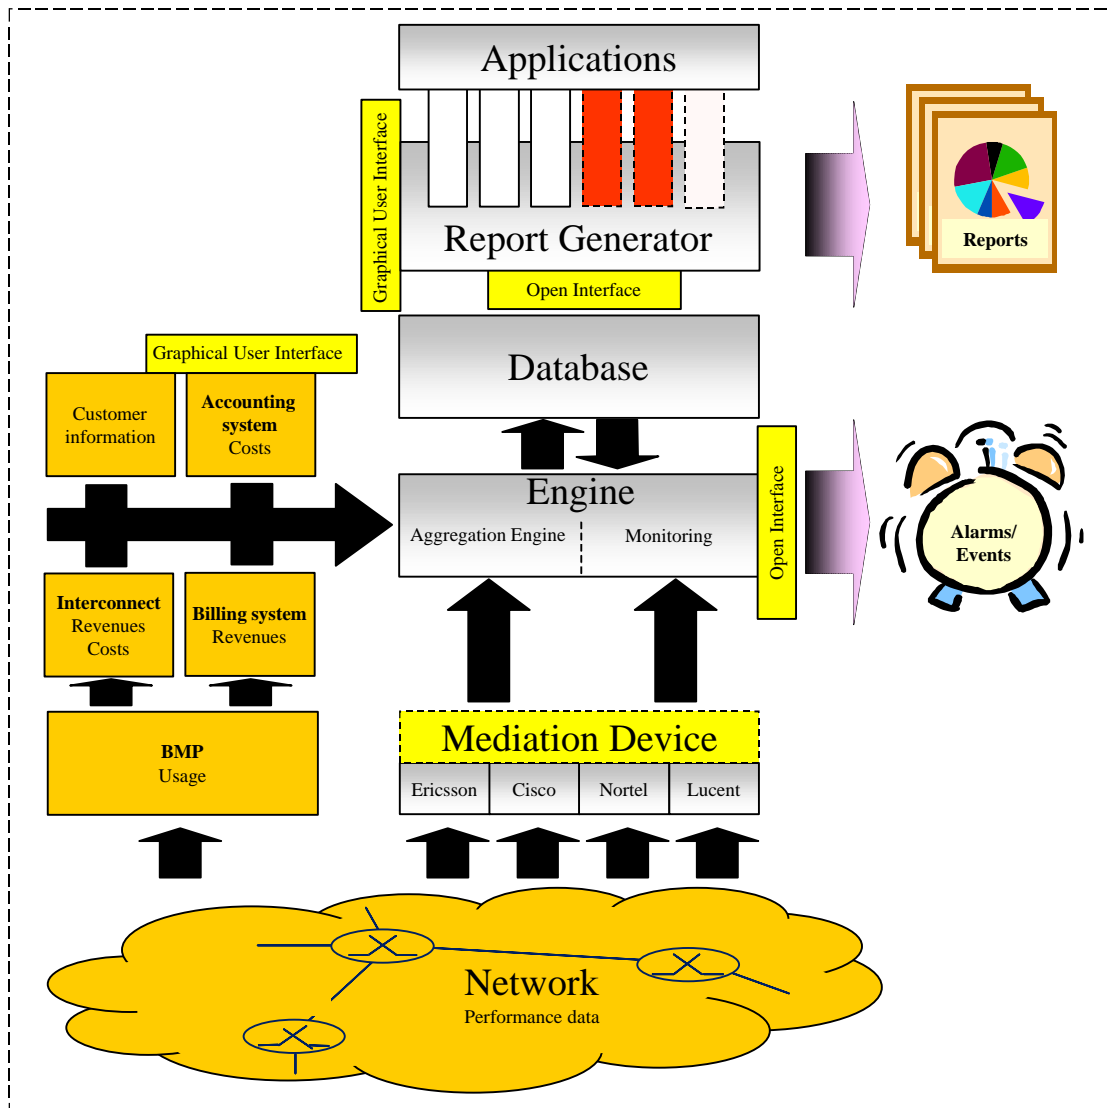 Applications
Graphical User Interface
Report Generator
Reports
Open Interface
Database
Graphical User Interface
Customer
information
Accounting
system
Costs
Engine
Aggregation Engine
Monitoring
Open Interface
Alarms/
Events
Interconnect
Revenues
Costs
Billing system
Revenues
BMP
Usage
Mediation Device
Ericsson
Cisco
Nortel
Lucent
Network
Performance data